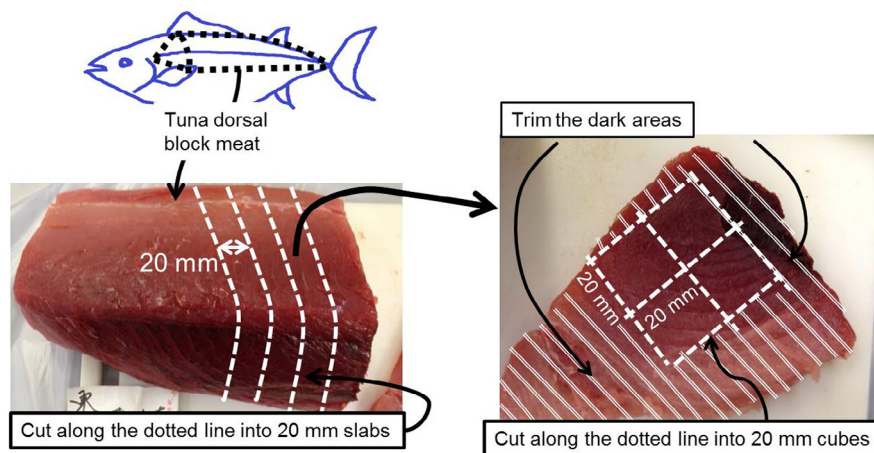 Tuna dorsal
block meat
Trim the dark areas
20 mm
20 mm
20 mm
Cut along the dotted line into 20 mm slabs
Cut along the dotted line into 20 mm cubes